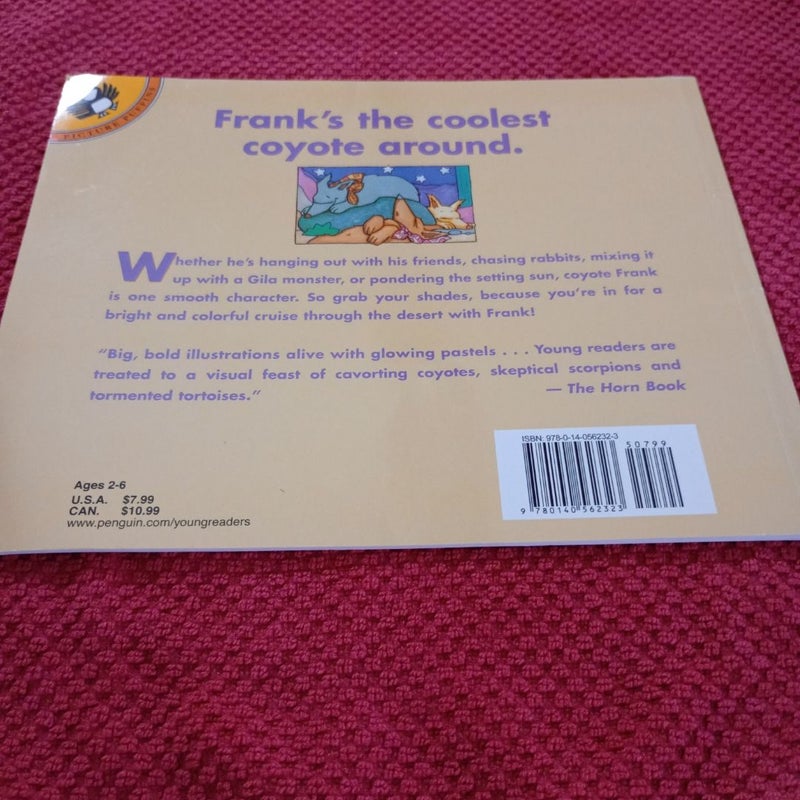 PICTURE PUFFINS
Frank's the coolest
coyote around.
Whether he's hanging out with his friends, chasing rabbits, mixing it
up with a Gila monster, or pondering the setting sun, coyote Frank
is one smooth character. So grab your shades, because you're in for a
bright and colorful cruise through the desert with Frank!
"Big, bold illustrations alive with glowing pastels . . . Young readers are
treated to a visual feast of cavorting coyotes, skeptical scorpions and
tormented tortoises."
— The Horn Book
ISBN: 978-0-14-056232-3
50799
9 780140 562323
Ages 2-6
U.S.A. $7.99
CAN. $10.99
www.penguin.com/youngreaders